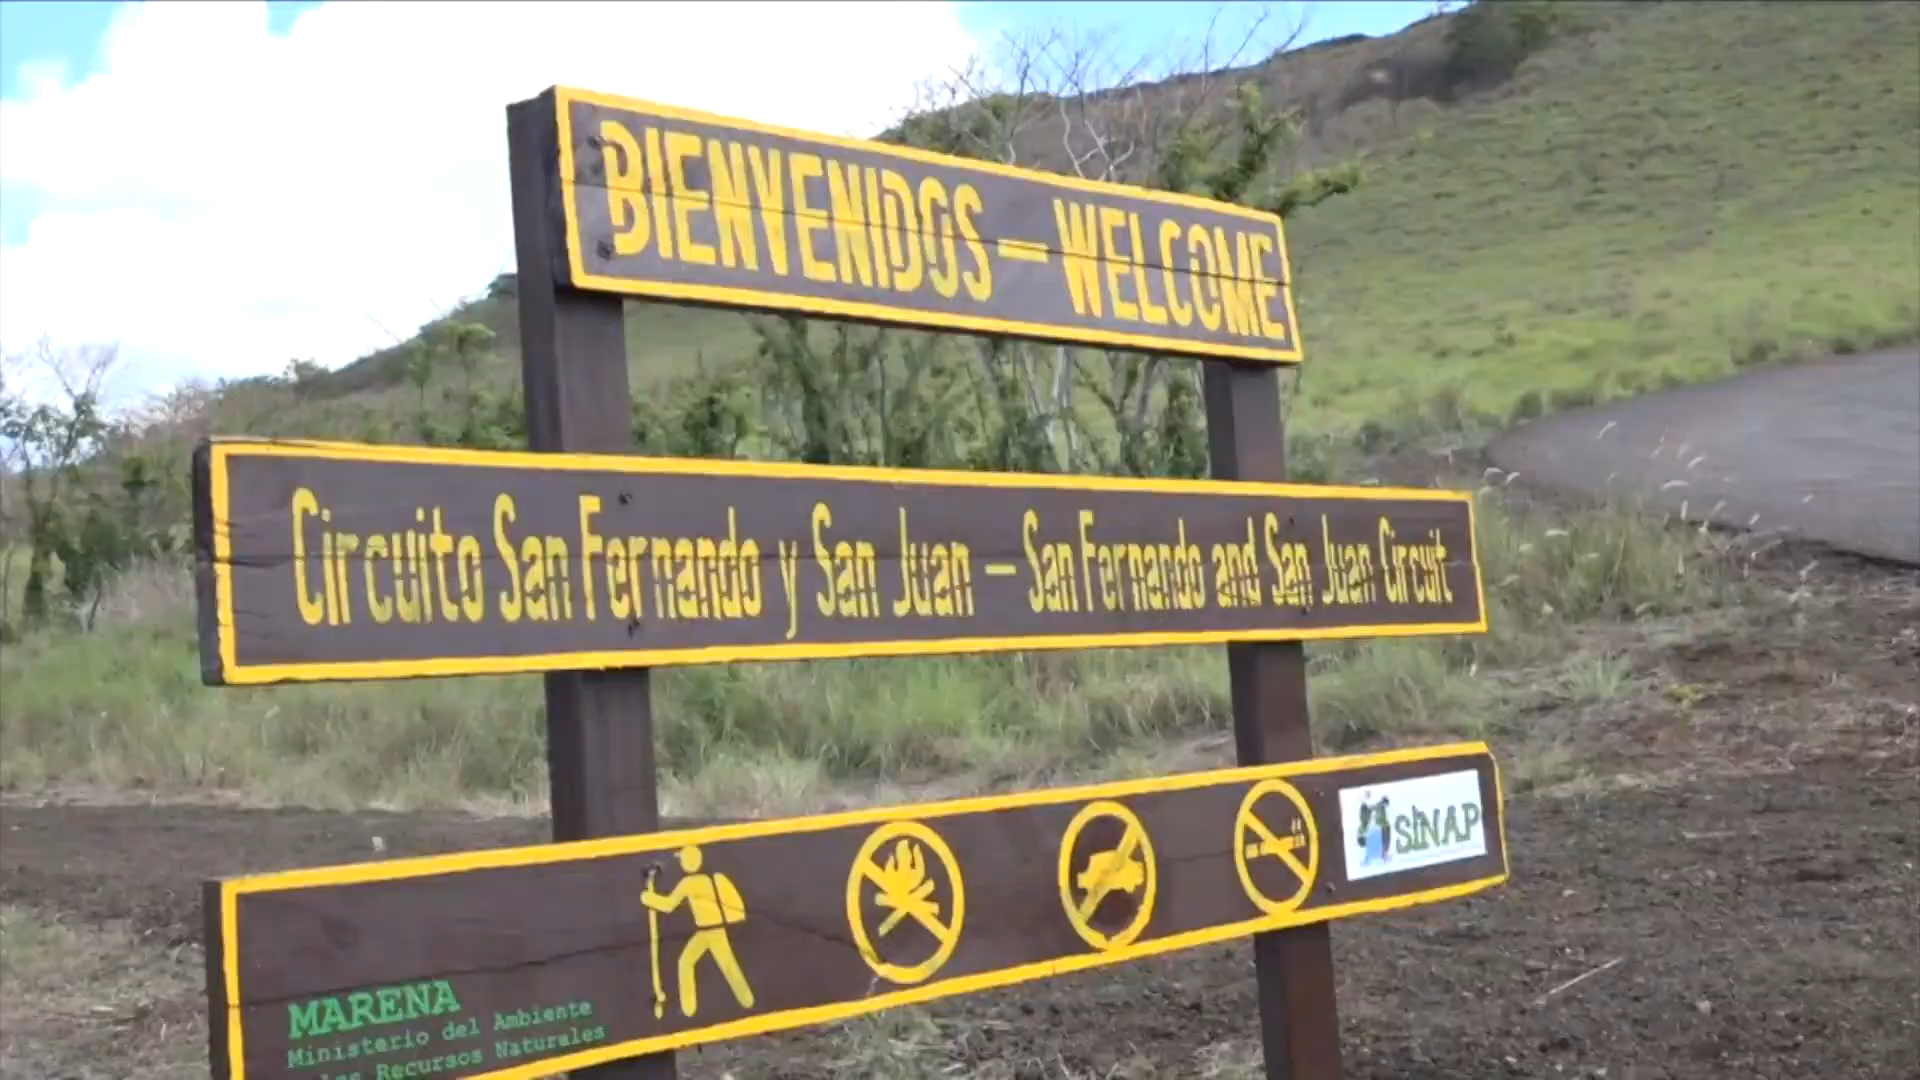 BIENVENIDOS – WELCOME
Circuito San Fernando y San Juan – San Fernando and San Juan Circuit
SINAP
MARENA
Ministerio del Ambiente
los Recursos Naturales